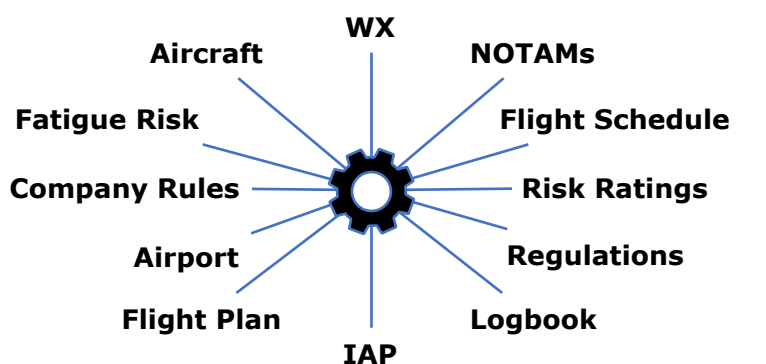 WX
Aircraft
NOTAMs
Fatigue Risk
Flight Schedule
Company Rules
Risk Ratings
Airport
Regulations
Flight Plan
Logbook
IAP